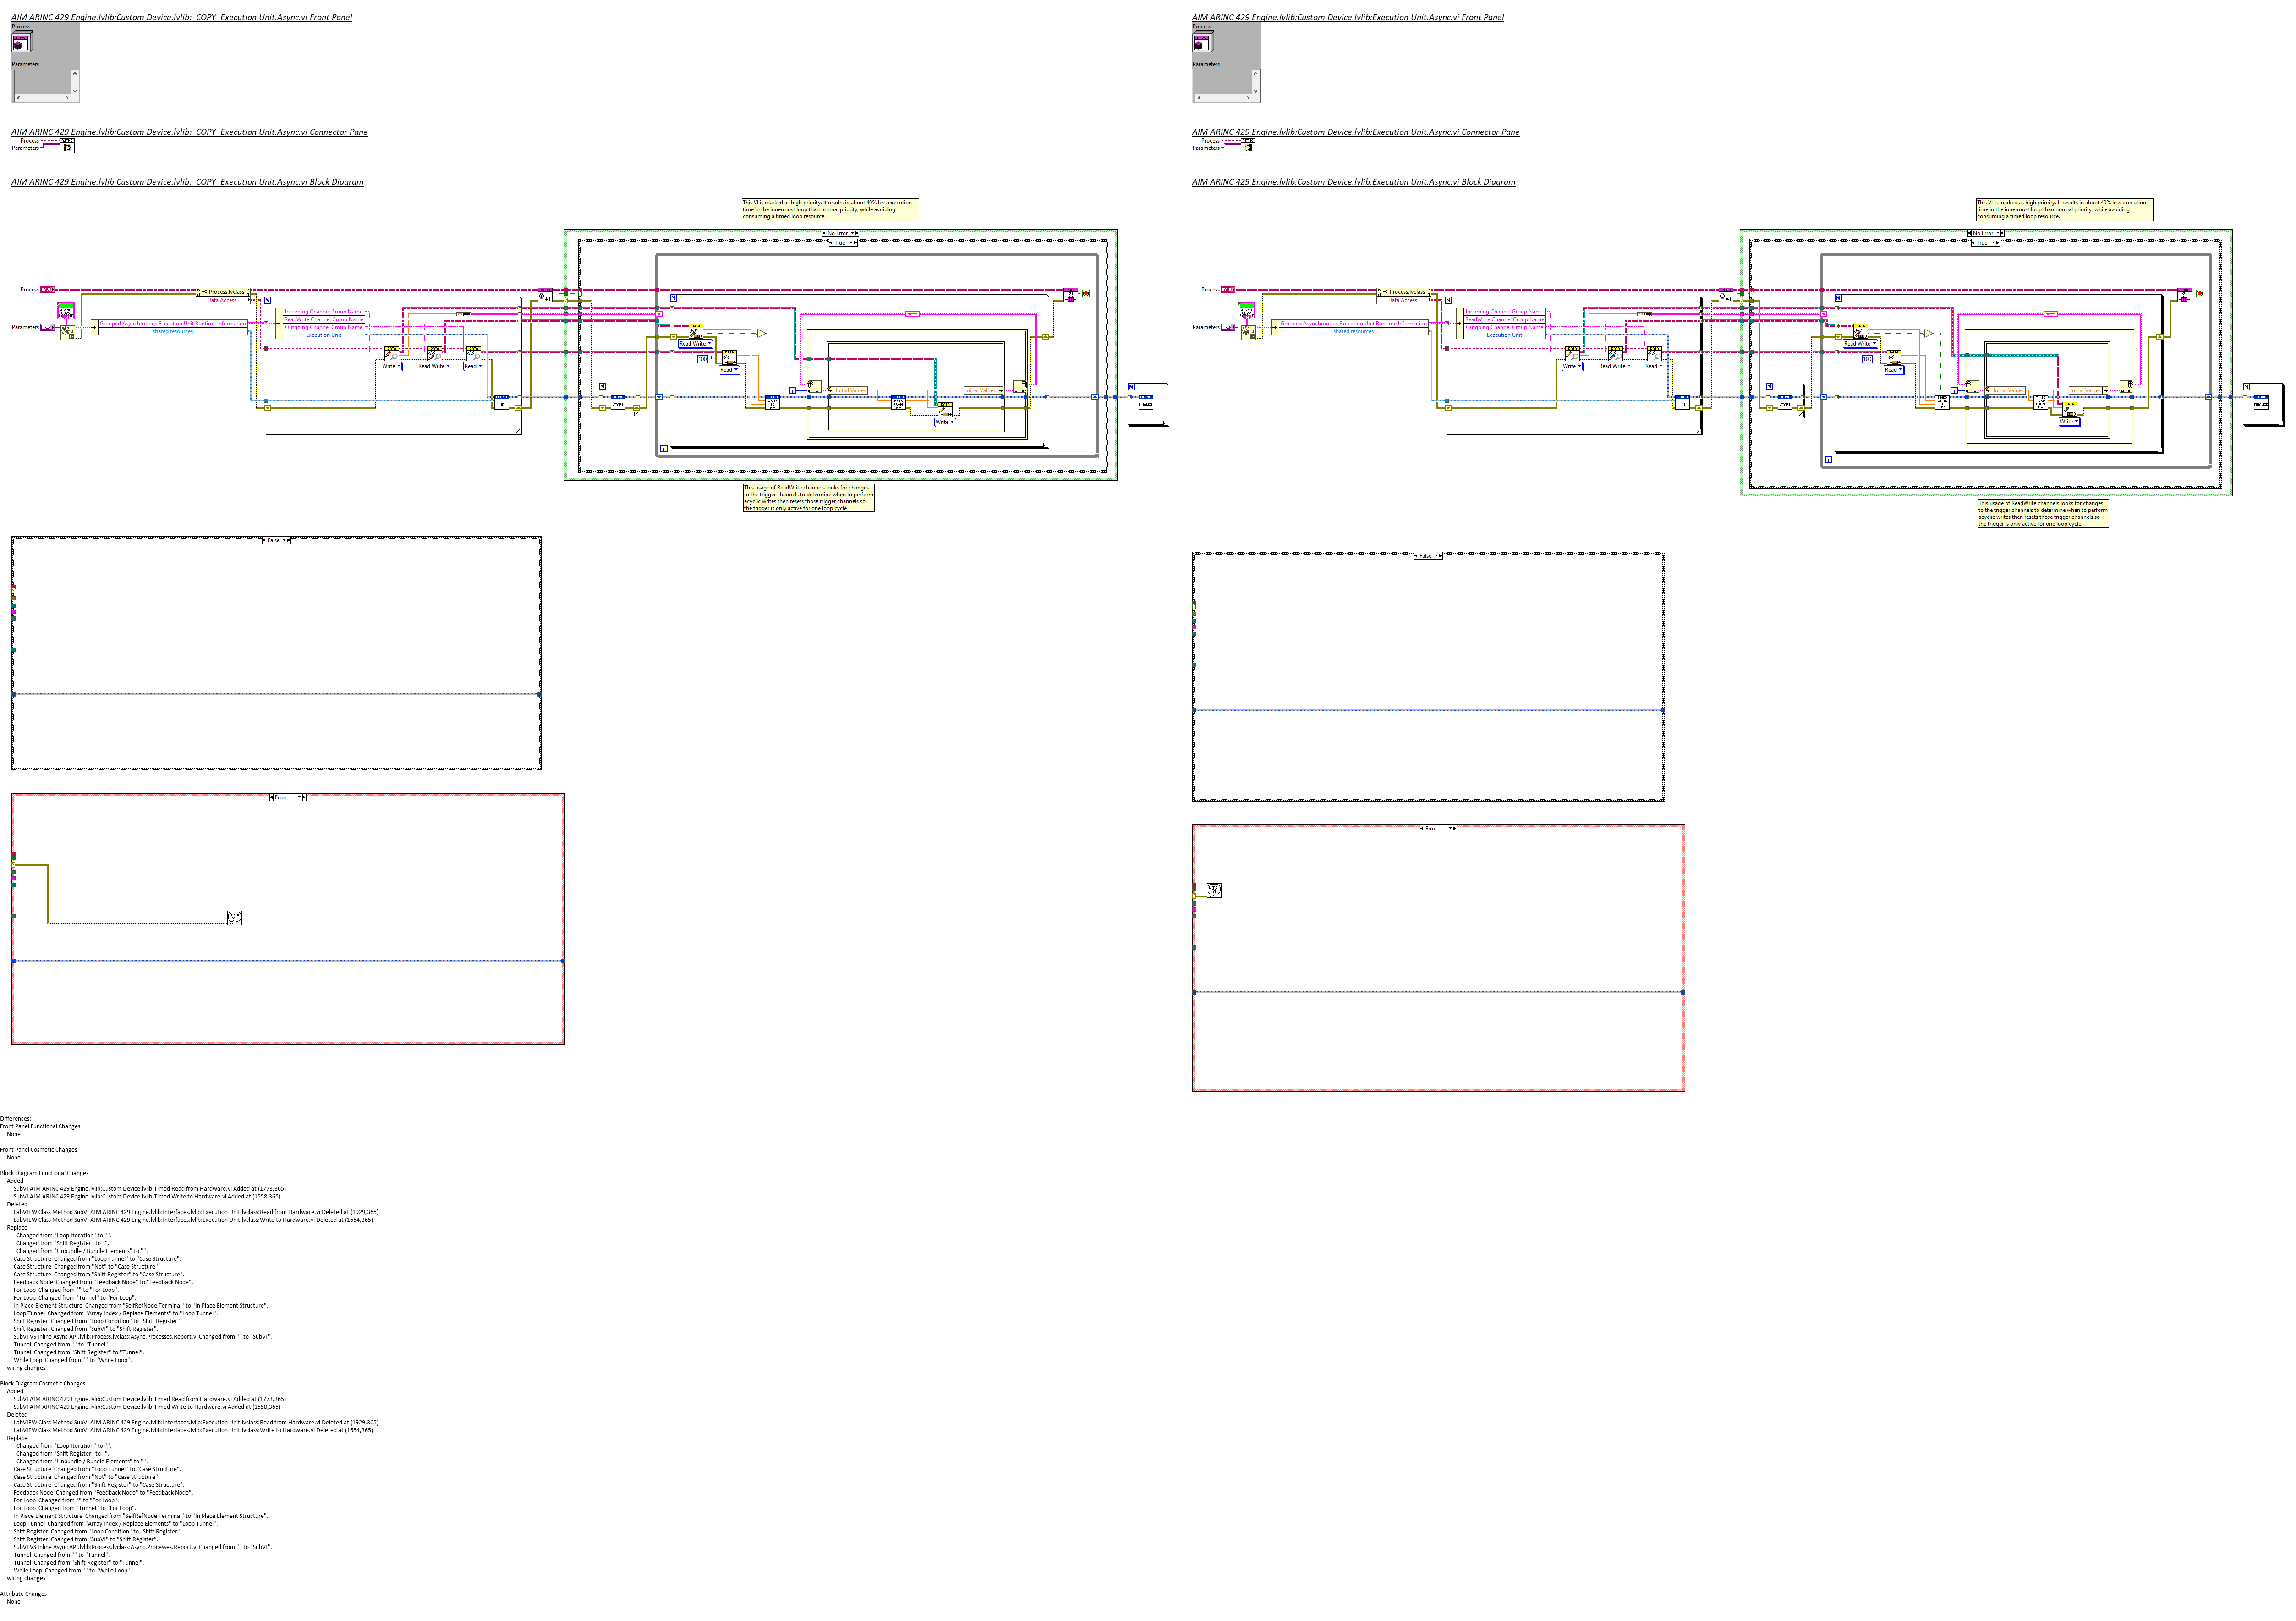 AIM ARINC 429 Engine.lvlib:Custom Device.lvlib:_COPY_Execution Unit.Async.vi Front Panel
Process
Parameters
AIM ARINC 429 Engine.lvlib:Custom Device.lvlib:_COPY_Execution Unit.Async.vi Connector Pane
Process
Parameters
AIM ARINC 429 Engine.lvlib:Custom Device.lvlib:_COPY_Execution Unit.Async.vi Block Diagram
This VI is marked as high priority. It results in about 40% less execution
time in the innermost loop than normal priority, while avoiding
consuming a timed loop resource.
No Error
True
Process
Process.lvclass
Data Access
Parameters
Grouped Asynchronous Execution Unit Runtime Information
shared resources
Incoming Channel Group Name
ReadWrite Channel Group Name
Outgoing Channel Group Name
Execution Unit
Write
Read Write
Read
INIT
START
Read Write
100
Read
Initial Values
Initial Values
Write
FINALIZE
This usage of ReadWrite channels looks for changes
to the trigger channels to determine when to perform
acyclic writes then resets those trigger channels so
the trigger is only active for one loop cycle
False
Error
AIM ARINC 429 Engine.lvlib:Custom Device.lvlib:Execution Unit.Async.vi Front Panel
Process
Parameters
AIM ARINC 429 Engine.lvlib:Custom Device.lvlib:Execution Unit.Async.vi Connector Pane
Process
Parameters
AIM ARINC 429 Engine.lvlib:Custom Device.lvlib:Execution Unit.Async.vi Block Diagram
This VI is marked as high priority. It results in about 40% less execution
time in the innermost loop than normal priority, while avoiding
consuming a timed loop resource.
No Error
True
Process
Process.lvclass
Data Access
Parameters
Grouped Asynchronous Execution Unit Runtime Information
shared resources
Incoming Channel Group Name
ReadWrite Channel Group Name
Outgoing Channel Group Name
Execution Unit
Write
Read Write
Read
INIT
START
Read Write
100
Read
Initial Values
Initial Values
Write
FINALIZE
This usage of ReadWrite channels looks for changes
to the trigger channels to determine when to perform
acyclic writes then resets those trigger channels so
the trigger is only active for one loop cycle
False
Error
Differences:
Front Panel Functional Changes
None
Front Panel Cosmetic Changes
None
Block Diagram Functional Changes
Added
SubVI AIM ARINC 429 Engine.lvlib:Custom Device.lvlib:Timed Read from Hardware.vi Added at (1773,365)
SubVI AIM ARINC 429 Engine.lvlib:Custom Device.lvlib:Timed Write to Hardware.vi Added at (1558,365)
Deleted
LabVIEW Class Method SubVI AIM ARINC 429 Engine.lvlib:Interfaces.lvlib:Execution Unit.lvclass:Read from Hardware.vi Deleted at (1929,365)
LabVIEW Class Method SubVI AIM ARINC 429 Engine.lvlib:Interfaces.lvlib:Execution Unit.lvclass:Write to Hardware.vi Deleted at (1654,365)
Replace
Changed from "Loop Iteration" to "".
Changed from "Shift Register" to "".
Changed from "Unbundle / Bundle Elements" to "".
Case Structure Changed from "Loop Tunnel" to "Case Structure".
Case Structure Changed from "Not" to "Case Structure".
Case Structure Changed from "Shift Register" to "Case Structure".
Feedback Node Changed from "Feedback Node" to "Feedback Node".
For Loop Changed from "" to "For Loop".
For Loop Changed from "Tunnel" to "For Loop".
In Place Element Structure Changed from "SelfRefNode Terminal" to "In Place Element Structure".
Loop Tunnel Changed from "Array Index / Replace Elements" to "Loop Tunnel".
Shift Register Changed from "Loop Condition" to "Shift Register".
Shift Register Changed from "SubVI" to "Shift Register".
SubVI VS Inline Async API.lvlib:Process.lvclass:Async.Processes.Report.vi Changed from "" to "SubVI".
Tunnel Changed from "" to "Tunnel".
Tunnel Changed from "Shift Register" to "Tunnel".
While Loop Changed from "" to "While Loop".
wiring changes
Block Diagram Cosmetic Changes
Added
SubVI AIM ARINC 429 Engine.lvlib:Custom Device.lvlib:Timed Read from Hardware.vi Added at (1773,365)
SubVI AIM ARINC 429 Engine.lvlib:Custom Device.lvlib:Timed Write to Hardware.vi Added at (1558,365)
Deleted
LabVIEW Class Method SubVI AIM ARINC 429 Engine.lvlib:Interfaces.lvlib:Execution Unit.lvclass:Read from Hardware.vi Deleted at (1929,365)
LabVIEW Class Method SubVI AIM ARINC 429 Engine.lvlib:Interfaces.lvlib:Execution Unit.lvclass:Write to Hardware.vi Deleted at (1654,365)
Replace
Changed from "Loop Iteration" to "".
Changed from "Shift Register" to "".
Changed from "Unbundle / Bundle Elements" to "".
Case Structure Changed from "Loop Tunnel" to "Case Structure".
Case Structure Changed from "Not" to "Case Structure".
Case Structure Changed from "Shift Register" to "Case Structure".
Feedback Node Changed from "Feedback Node" to "Feedback Node".
For Loop Changed from "" to "For Loop".
For Loop Changed from "Tunnel" to "For Loop".
In Place Element Structure Changed from "SelfRefNode Terminal" to "In Place Element Structure".
Loop Tunnel Changed from "Array Index / Replace Elements" to "Loop Tunnel".
Shift Register Changed from "Loop Condition" to "Shift Register".
Shift Register Changed from "SubVI" to "Shift Register".
SubVI VS Inline Async API.lvlib:Process.lvclass:Async.Processes.Report.vi Changed from "" to "SubVI".
Tunnel Changed from "" to "Tunnel".
Tunnel Changed from "Shift Register" to "Tunnel".
While Loop Changed from "" to "While Loop".
wiring changes
Attribute Changes
None